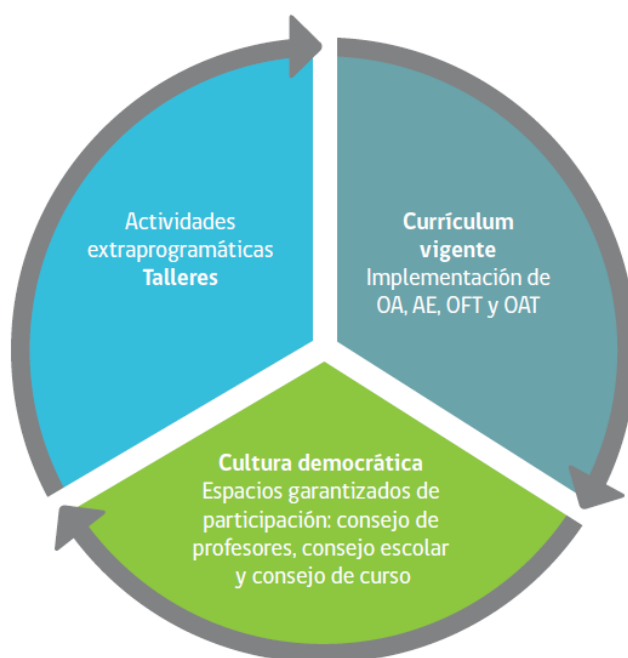 Actividades
extraprogramáticas
Talleres
Currículum
vigente
Implementación de
OA, AE, OFT y OAT
Cultura democrática
Espacios garantizados de
participación: consejo de
profesores, consejo escolar
y consejo de curso